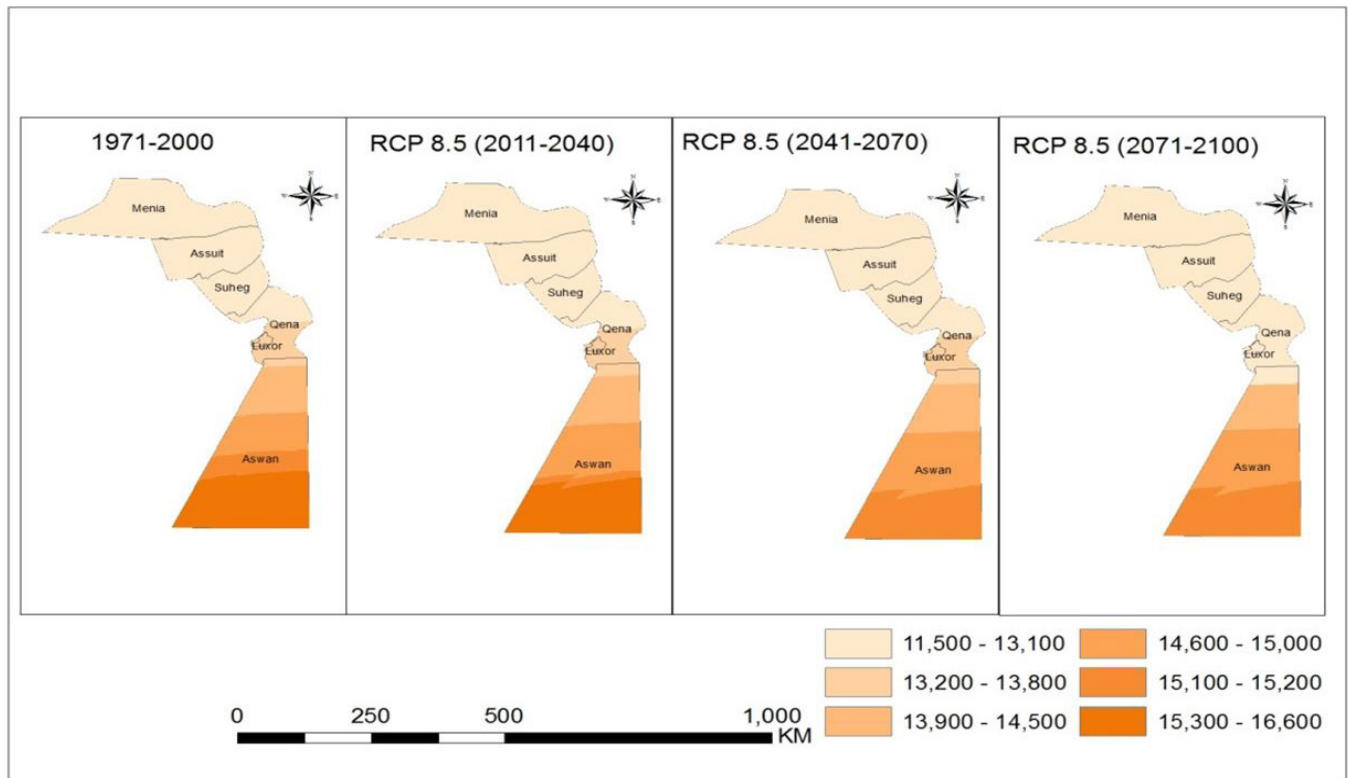 1971-2000
Menia
Assuit
Suheg
Qena
Luxor
Aswan
RCP 8.5 (2011-2040)
Menia
Assuit
Suheg
Qena
Luxor
Aswan
RCP 8.5 (2041-2070)
Menia
Assuit
Suheg
Qena
Luxor
Aswan
RCP 8.5 (2071-2100)
Menia
Assuit
Suheg
Qena
Luxor
Aswan
11,500 - 13,100
13,200 - 13,800
13,900 - 14,500
14,600 - 15,000
15,100 - 15,200
15,300 - 16,600
0 250 500 1,000
KM